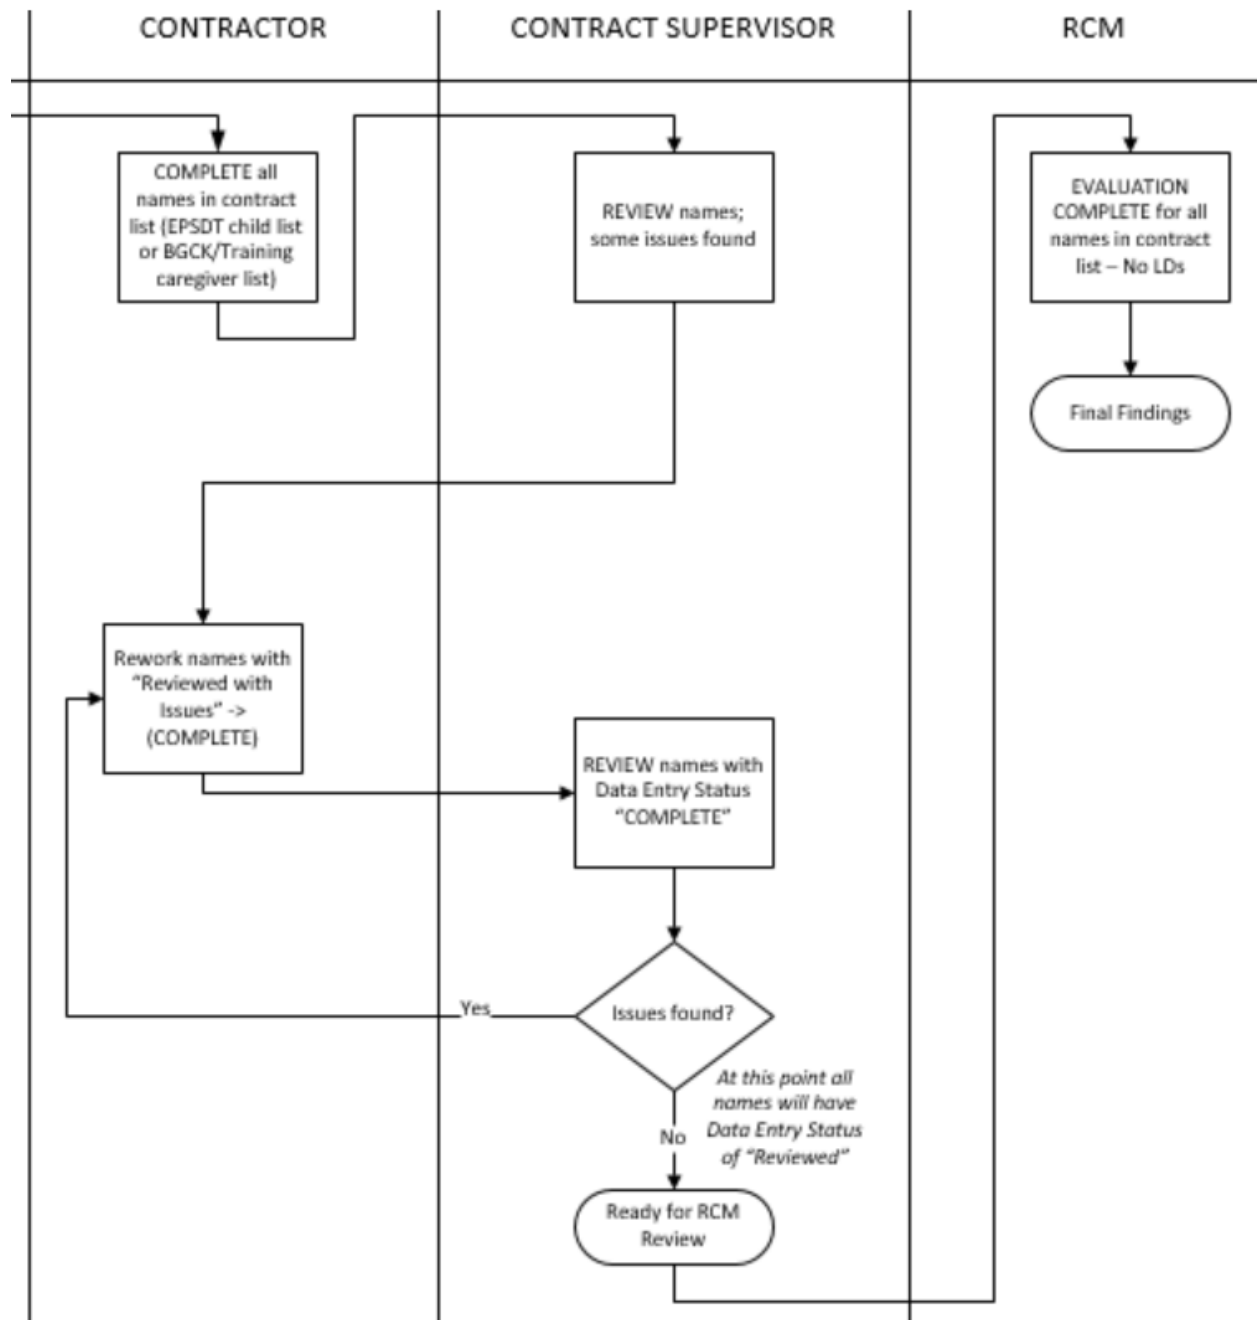 CONTRACTOR
CONTRACT SUPERVISOR
RCM
COMPLETE all
names in contract
list (EPSDT child list
or BGCK/Training
caregiver list)
REVIEW names;
some issues found
EVALUATION
COMPLETE for all
names in contract
list – No LDs
Final Findings
Rework names with
“Reviewed with
Issues” ->
(COMPLETE)
REVIEW names with
Data Entry Status
“COMPLETE”
Issues found?
Yes
At this point all
names will have
Data Entry Status
of “Reviewed”
No
Ready for RCM
Review